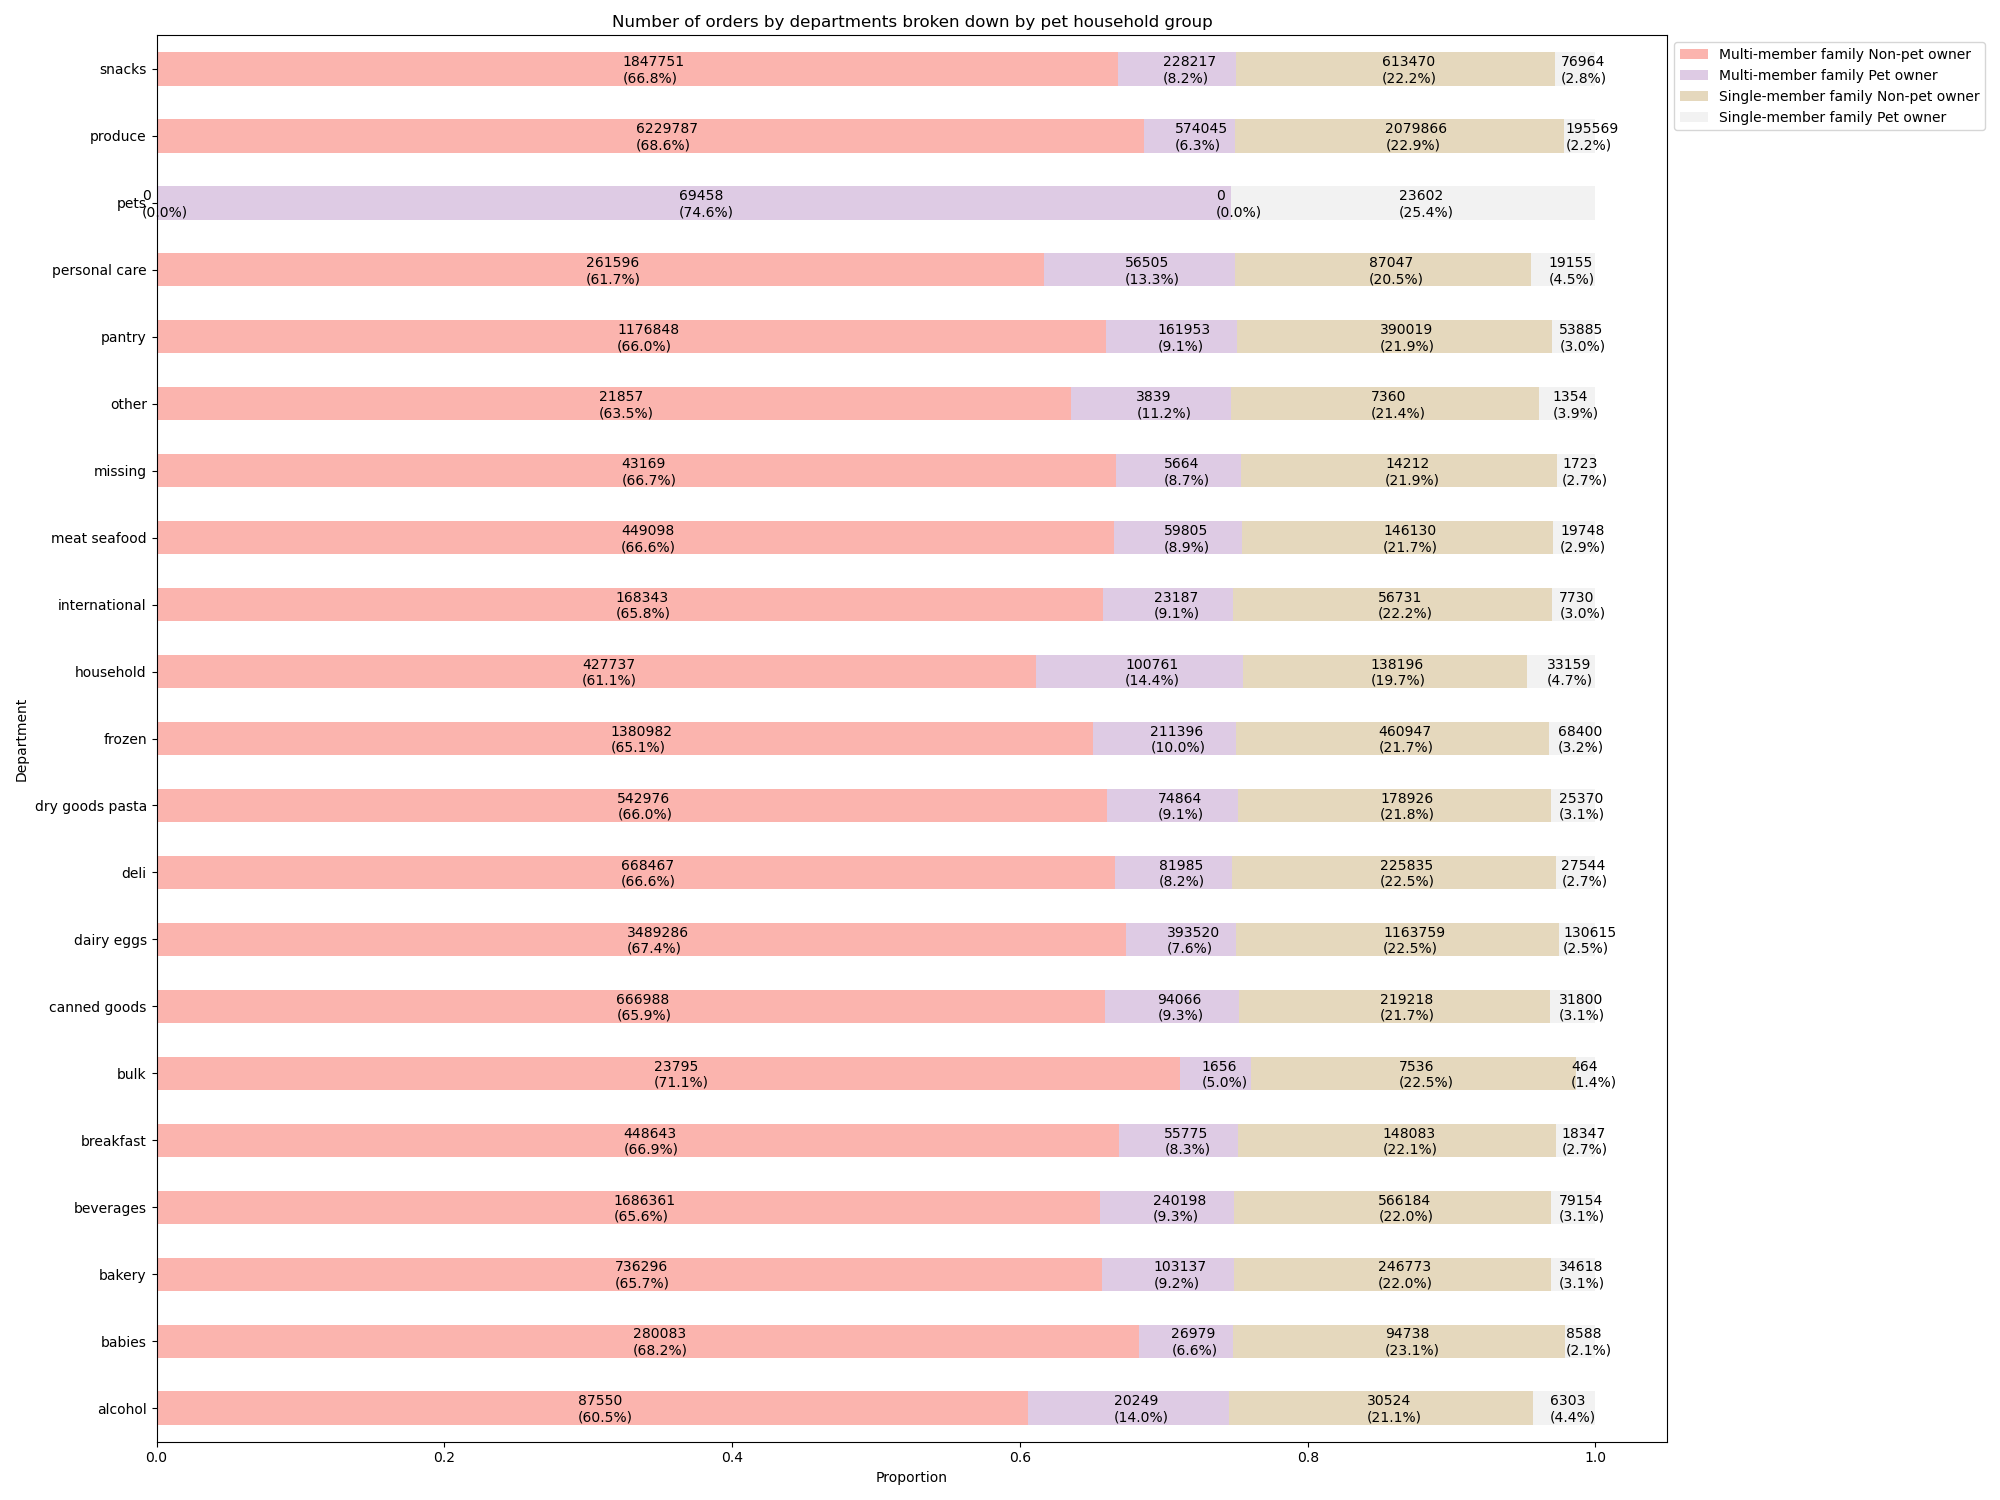 Number of orders by departments broken down by pet household group
Multi-member family Non-pet owner
Multi-member family Pet owner
Single-member family Non-pet owner
Single-member family Pet owner
snacks
1847751 228217 613470 76964
(66.8%) (8.2%) (22.2%) (2.8%)
produce
6229787 574045 2079866 195569
(68.6%) (6.3%) (22.9%) (2.2%)
pets
0 69458 0 23602
(0.0%) (74.6%) (0.0%) (25.4%)
personal care
261596 56505 87047 19155
(61.7%) (13.3%) (20.5%) (4.5%)
pantry
1176848 161953 390019 53885
(66.0%) (9.1%) (21.9%) (3.0%)
other
21857 3839 7360 1354
(63.5%) (11.2%) (21.4%) (3.9%)
missing
43169 5664 14212 1723
(66.7%) (8.7%) (21.9%) (2.7%)
meat seafood
449098 59805 146130 19748
(66.6%) (8.9%) (21.7%) (2.9%)
international
168343 23187 56731 7730
(65.8%) (9.1%) (22.2%) (3.0%)
household
427737 100761 138196 33159
(61.1%) (14.4%) (19.7%) (4.7%)
frozen
1380982 211396 460947 68400
(65.1%) (10.0%) (21.7%) (3.2%)
dry goods pasta
542976 74864 178926 25370
(66.0%) (9.1%) (21.8%) (3.1%)
deli
668467 81985 225835 27544
(66.6%) (8.2%) (22.5%) (2.7%)
dairy eggs
3489286 393520 1163759 130615
(67.4%) (7.6%) (22.5%) (2.5%)
canned goods
666988 94066 219218 31800
(65.9%) (9.3%) (21.7%) (3.1%)
bulk
23795 1656 7536 464
(71.1%) (5.0%) (22.5%) (1.4%)
breakfast
448643 55775 148083 18347
(66.9%) (8.3%) (22.1%) (2.7%)
beverages
1686361 240198 566184 79154
(65.6%) (9.3%) (22.0%) (3.1%)
bakery
736296 103137 246773 34618
(65.7%) (9.2%) (22.0%) (3.1%)
babies
280083 26979 94738 8588
(68.2%) (6.6%) (23.1%) (2.1%)
alcohol
87550 20249 30524 6303
(60.5%) (14.0%) (21.1%) (4.4%)
Department
0.0 0.2 0.4 0.6 0.8 1.0
Proportion